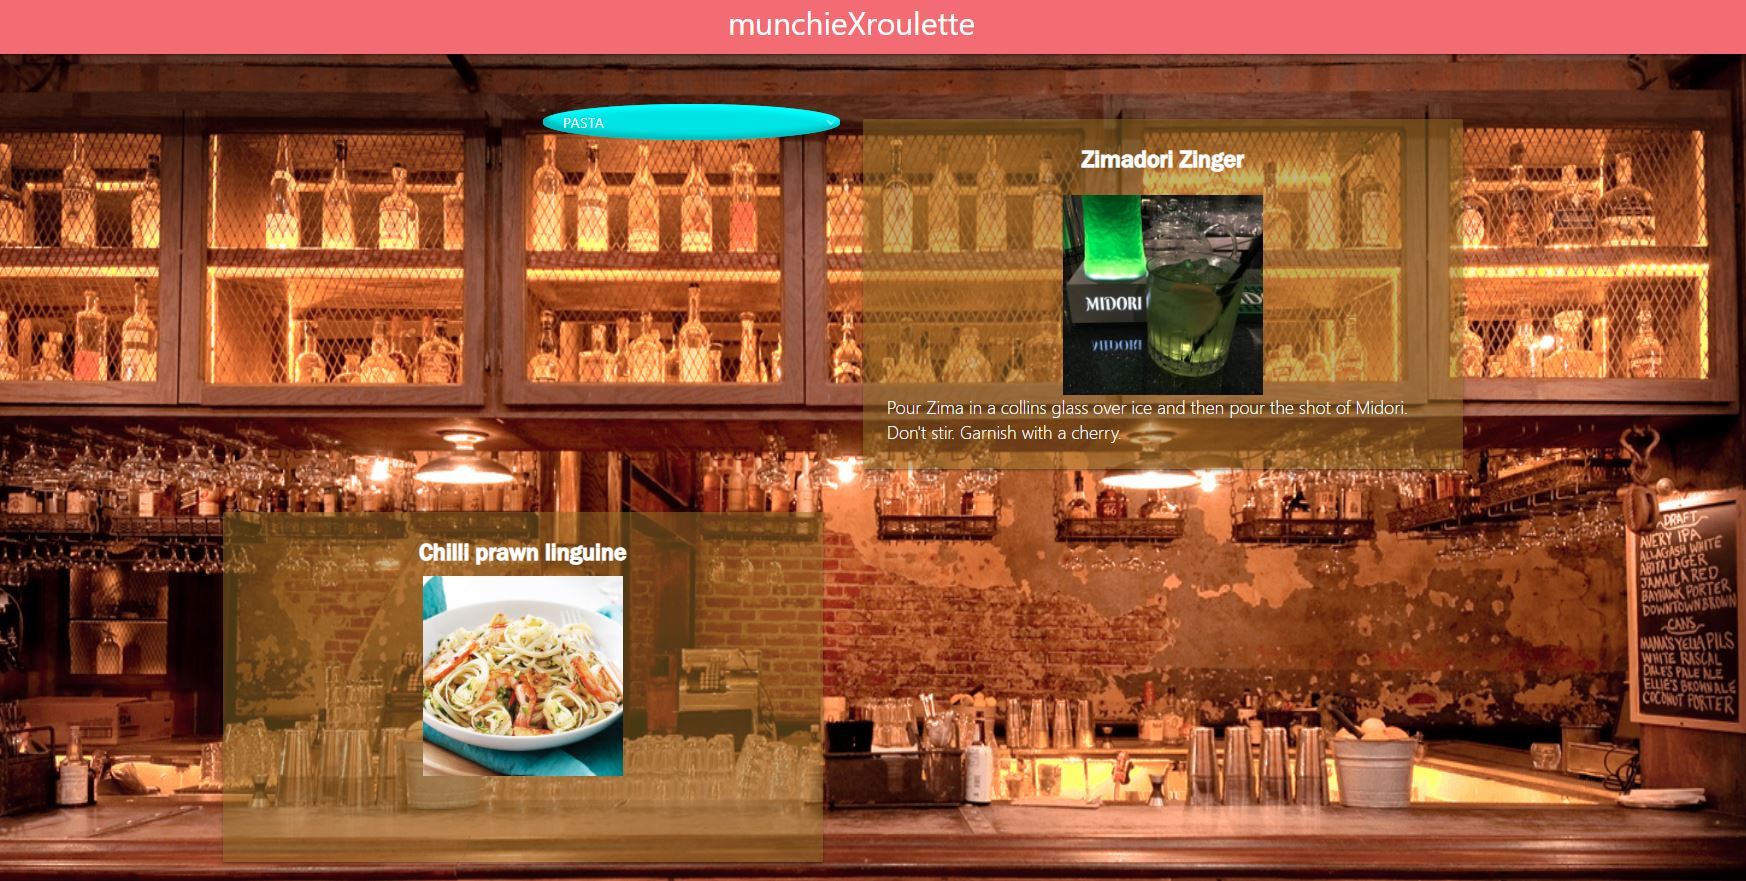 munchieXroulette
PASTA
Zimadori Zinger
MIDORI
MIDORI
Pour Zima in a collins glass over ice and then pour the shot of Midori.
Don't stir. Garnish with a cherry.
Chilli prawn linguine
DRAFT
AVERY IPA
ALLAGASH WHITE
ABITA LAGER
JAMAICA RED
BAYHAWK PORTER
DOWNTOWN BROWN
CANS
MAMA'S YELLA PILS
WHITE RASCAL
DALE'S PALE ALE
ELLIE'S BROWN ALE
COCONUT PORTER